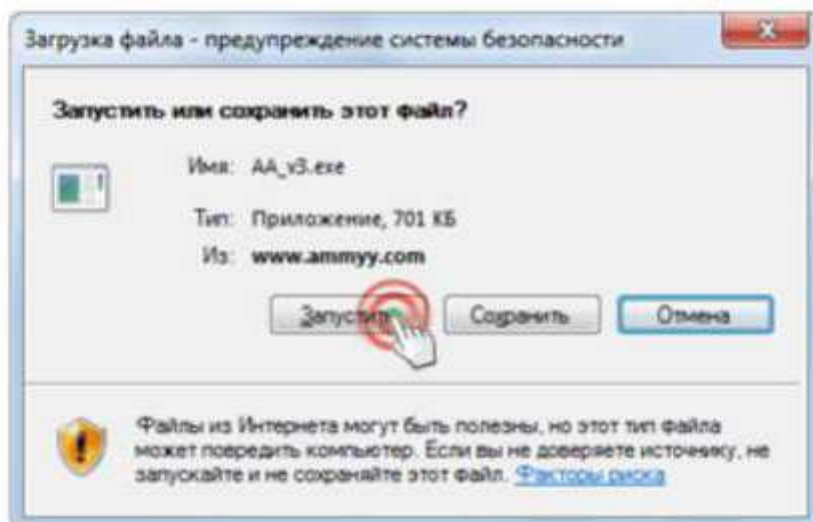 Загрузка файла - предупреждение системы безопасности
Запустить или сохранить этот файл?
Имя: AA_v3.exe
Тип: Приложение, 701 КБ
Из: www.ammyy.com
Запустить Сохранить Отмена
Файлы из Интернета могут быть полезны, но этот тип файла
может повредить компьютер. Если вы не доверяете источнику, не
запускайте и не сохраняйте этот файл. Факторы риска